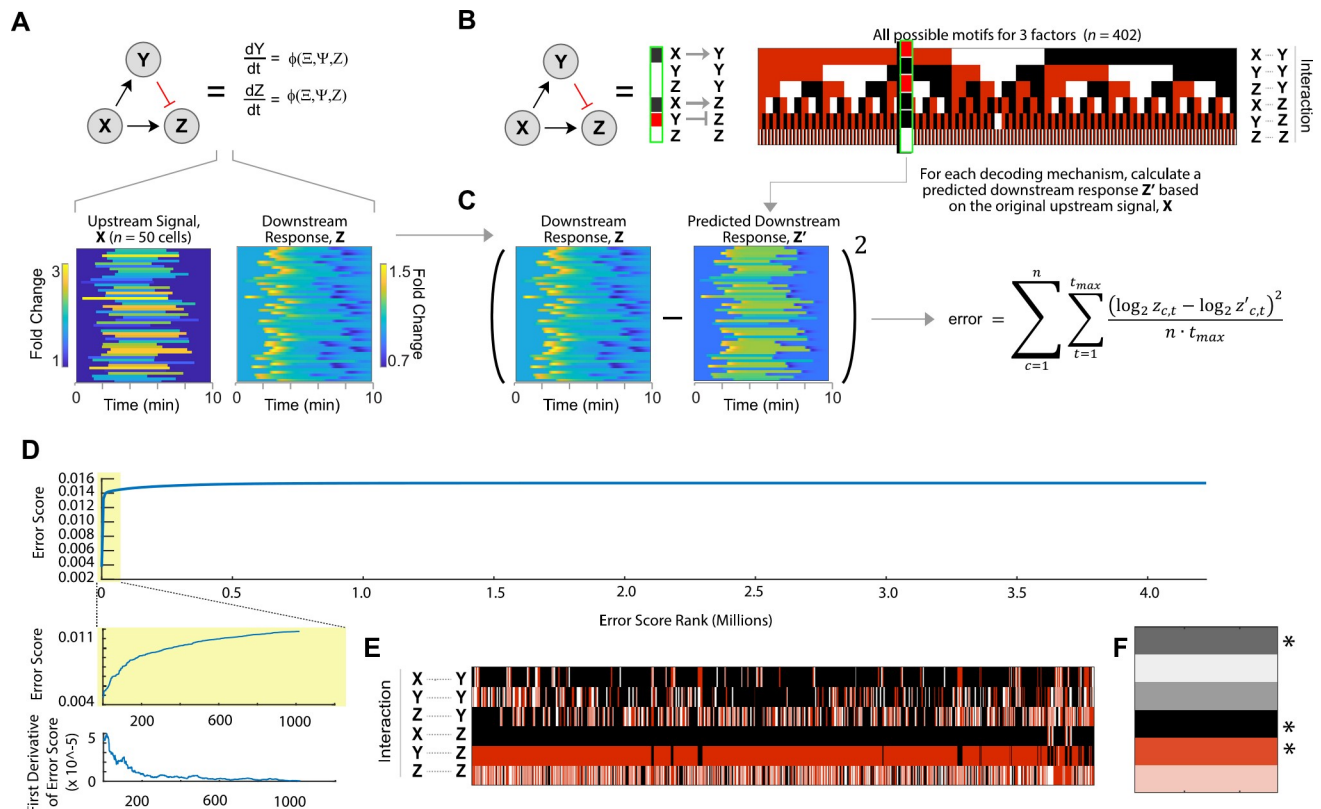 A
Y
X
Z
=
dY
dt
= ϕ(Ξ,Ψ,Z)
dZ
dt
= ϕ(Ξ,Ψ,Z)
Upstream Signal,
X (n = 50 cells)
Downstream
Response, Z
Fold Change
3
1
1.5
0.7
Fold Change
0
10
Time (min)
0
10
Time (min)
B
Y
X
Z
=
X Y
Y Y
Z Y
X Z
Y Z
Z Z
All possible motifs for 3 factors (n = 402)
X Y
Y Y
Z Y
X Z
Y Z
Z Z
Interaction
For each decoding mechanism, calculate a
predicted downstream response Z' based
on the original upstream signal, X
C
Downstream
Response, Z
Predicted Downstream
Response, Z'
2
−
0
10
Time (min)
0
10
Time (min)
error = ∑ c=1 n ∑ t=1 tmax (log2 zc,t − log2 z'c,t)2
n · tmax
D
Error Score
0.016
0.014
0.012
0.010
0.008
0.006
0.004
0.002
0 0.5 1.0 1.5 2.0 2.5 3.0 3.5 4.0
Error Score Rank (Millions)
Error Score
0.011
0.004
200 600 1000
First Derivative
of Error Score
(x 10^-5)
5
0
200 600 1000
E
Interaction
X Y
Y Y
Z Y
X Z
Y Z
Z Z
F
*
*
*